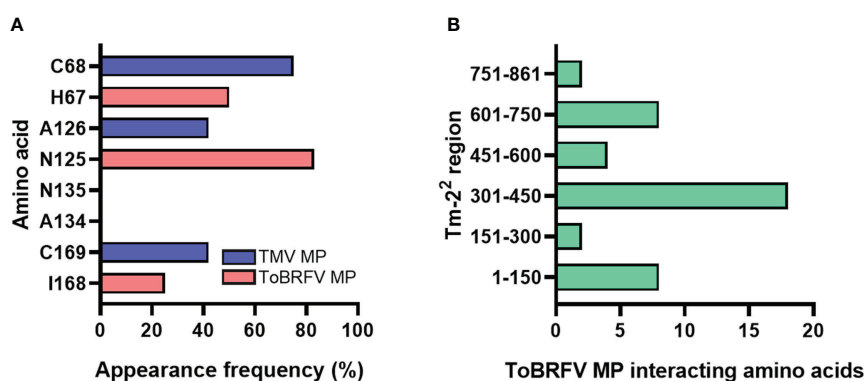 A
Amino acid
C68
H67
A126
N125
N135
A134
C169
I168
TMV MP
ToBRFV MP
0 20 40 60 80 100
Appearance frequency (%)
B
Tm-2² region
751-861
601-750
451-600
301-450
151-300
1-150
0 5 10 15 20
ToBRFV MP interacting amino acids